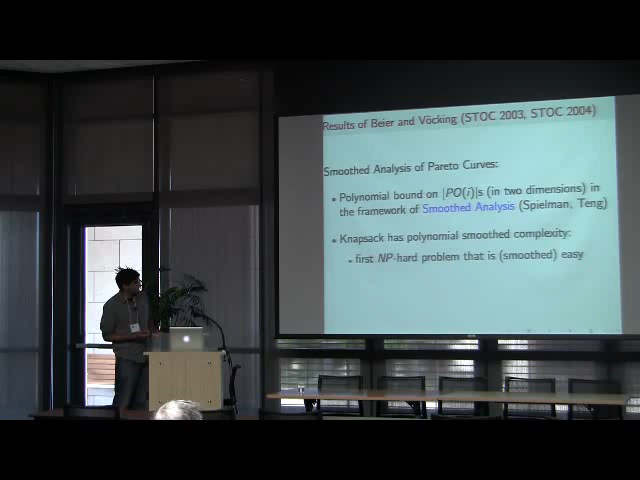 Results of Beier and Vöcking (STOC 2003, STOC 2004)
Smoothed Analysis of Pareto Curves:
• Polynomial bound on |PO(i)|s (in two dimensions) in
the framework of Smoothed Analysis (Spielman, Teng)
• Knapsack has polynomial smoothed complexity:
• first NP-hard problem that is (smoothed) easy